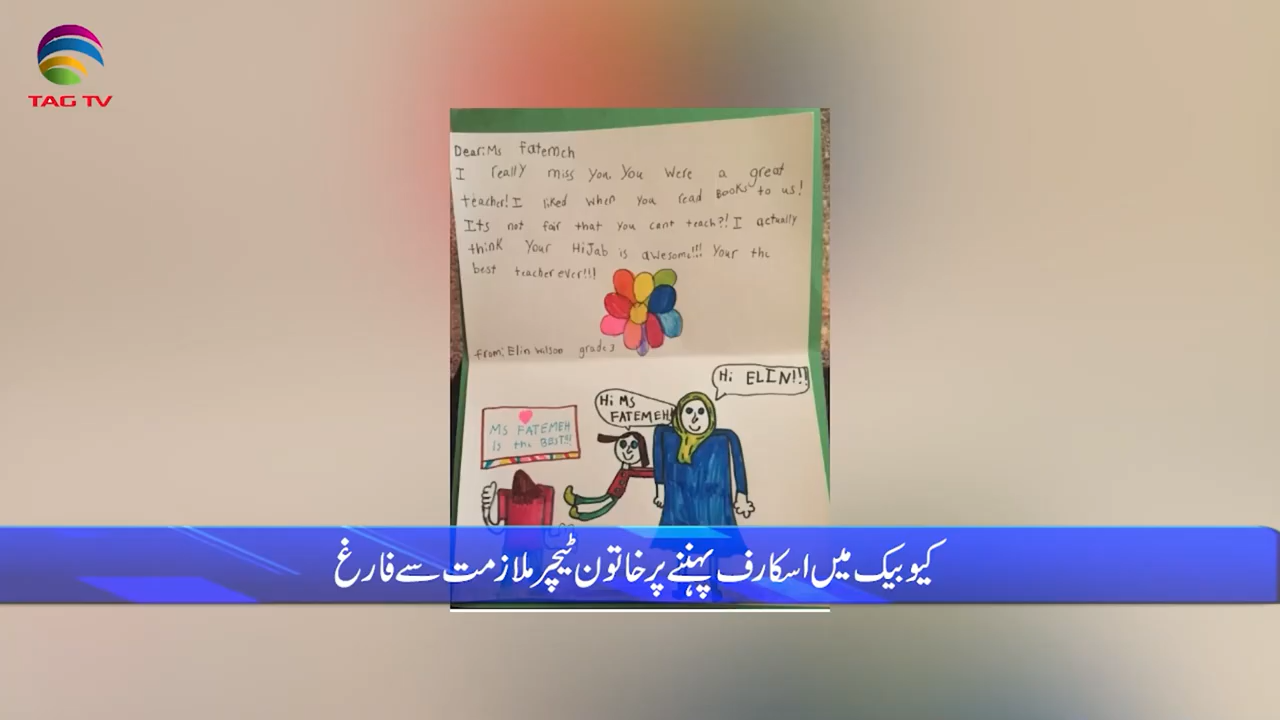 TAG TV
Dear: Ms Fatemeh
I really miss you. You were a great
teacher! I liked when you read BOOKS to us!
Its not fair that you cant teach?! I actually
think Your HiJab is awesome!!! Your the
best teacher ever!!!
from: Elin Wilson grade 3
Hi ELIN!!!
Hi Ms
FATEMEH!
Ms FATEMEH
is the BEST!!!
کیوبیک میں اسکارف پہننے پر خاتون ٹیچر ملازمت سے فارغ